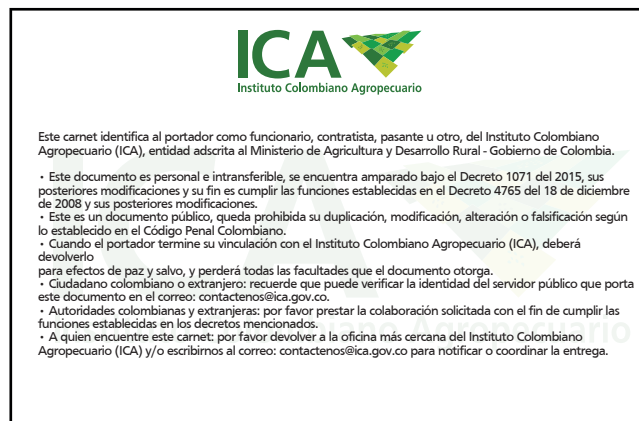 ICA
Instituto Colombiano Agropecuario
Este carnet identifica al portador como funcionario, contratista, pasante u otro, del Instituto Colombiano
Agropecuario (ICA), entidad adscrita al Ministerio de Agricultura y Desarrollo Rural - Gobierno de Colombia.
• Este documento es personal e intransferible, se encuentra amparado bajo el Decreto 1071 del 2015, sus
posteriores modificaciones y su fin es cumplir las funciones establecidas en el Decreto 4765 del 18 de diciembre
de 2008 y sus posteriores modificaciones.
• Este es un documento público, queda prohibida su duplicación, modificación, alteración o falsificación según
lo establecido en el Código Penal Colombiano.
• Cuando el portador termine su vinculación con el Instituto Colombiano Agropecuario (ICA), deberá
devolverlo
para efectos de paz y salvo, y perderá todas las facultades que el documento otorga.
• Ciudadano colombiano o extranjero: recuerde que puede verificar la identidad del servidor público que porta
este documento en el correo: contactenos@ica.gov.co.
• Autoridades colombianas y extranjeras: por favor prestar la colaboración solicitada con el fin de cumplir las
funciones establecidas en los decretos mencionados.
• A quien encuentre este carnet: por favor devolver a la oficina más cercana del Instituto Colombiano
Agropecuario (ICA) y/o escribirnos al correo: contactenos@ica.gov.co para notificar o coordinar la entrega.